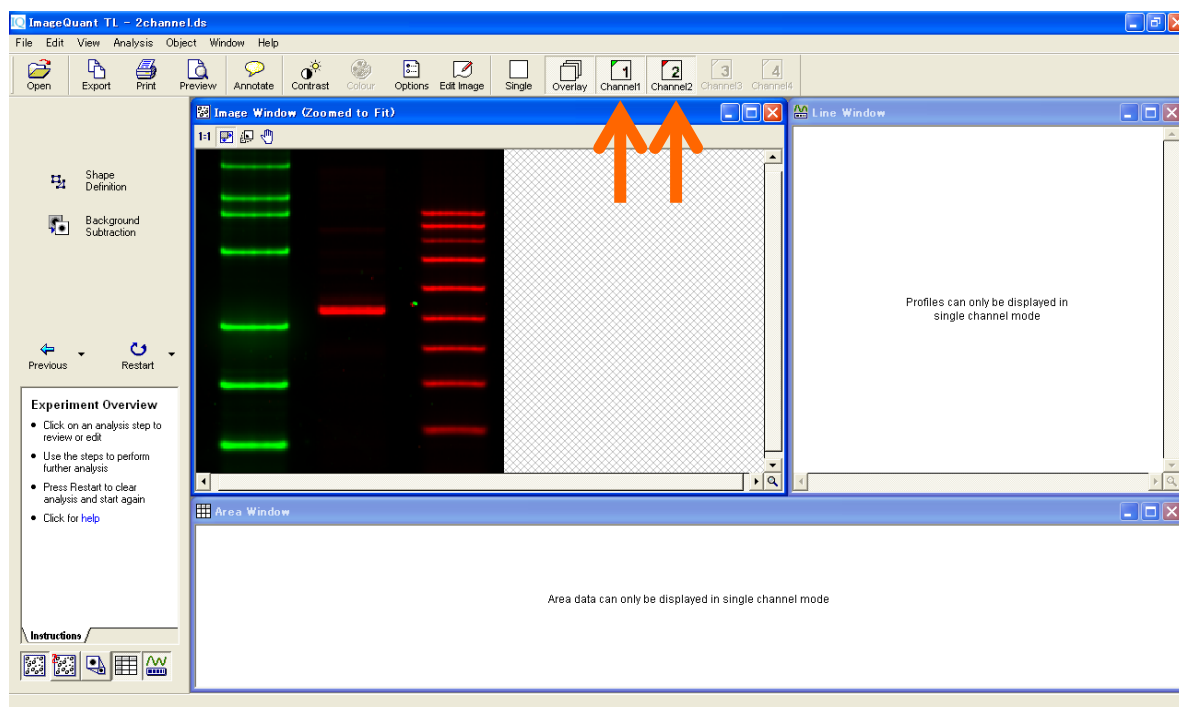 ImageQuant TL - 2channel.ds
File Edit View Analysis Object Window Help
Open Export Print Preview Annotate Contrast Colour Options Edit Image Single Overlay Channel1 Channel2 Channel3 Channel4
1 2 3 4
Image Window (Zoomed to Fit)
1:1
Line Window
Shape
Definition
Background
Subtraction
Previous Restart
Profiles can only be displayed in
single channel mode
Experiment Overview
• Click on an analysis step to
review or edit
• Use the steps to perform
further analysis
• Press Restart to clear
analysis and start again
• Click for help
Instructions
Area Window
Area data can only be displayed in single channel mode